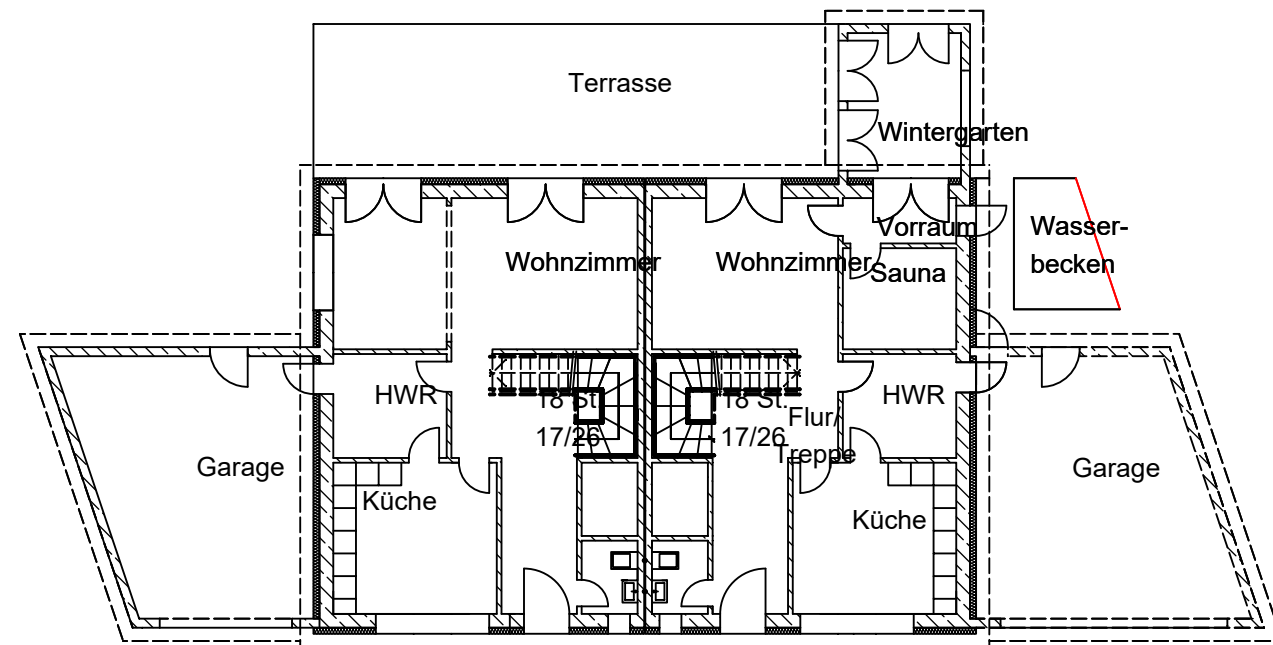 Terrasse
Wintergarten
Vorraum
Wasser-
becken
Wohnzimmer
Wohnzimmer
Sauna
HWR
18 St.
17/26
18 St.
17/26
Flur/
Treppe
HWR
Garage
Küche
Küche
Garage